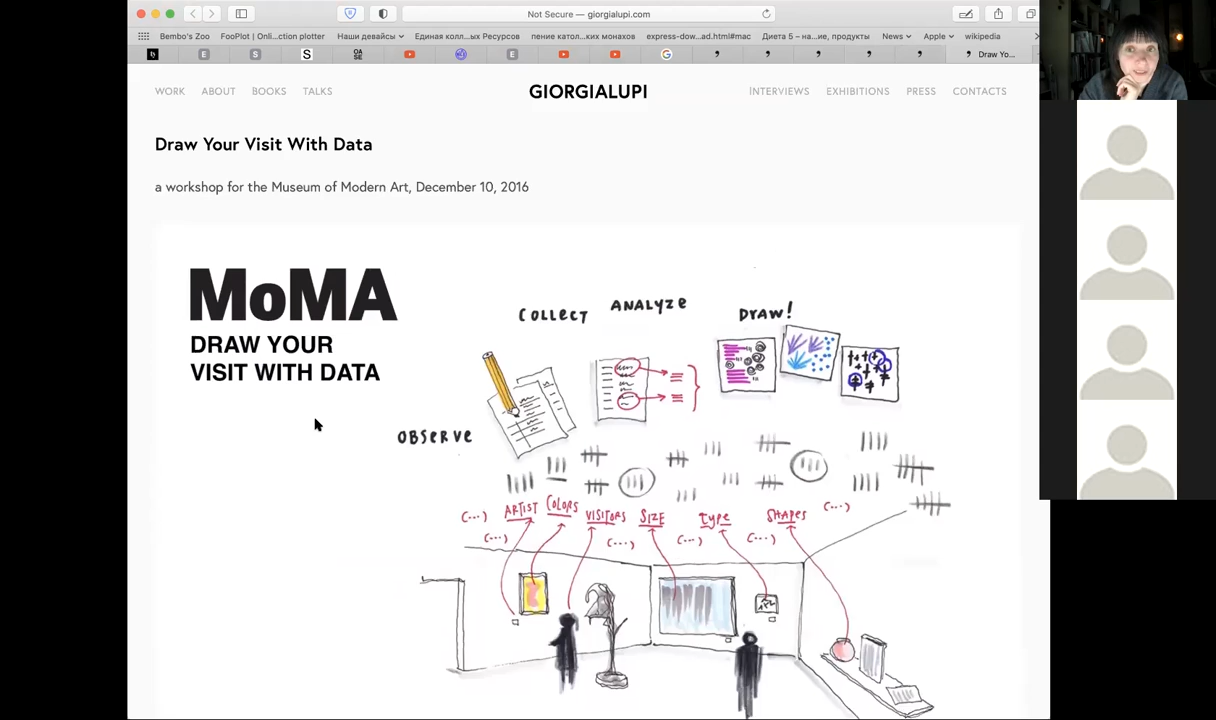 Not Secure — giorgialupi.com
Bembo's Zoo
FooPlot | Onli...ction plotter
Наши девайсы
Единая колл...ых Ресурсов
пение катол...ких монахов
express-dow...ad.html#mac
Диета 5 – на...ие, продукты
News
Apple
wikipedia
Draw Yo...
WORK
ABOUT
BOOKS
TALKS
GIORGIALUPI
INTERVIEWS
EXHIBITIONS
PRESS
CONTACTS
Draw Your Visit With Data
a workshop for the Museum of Modern Art, December 10, 2016
MoMA
DRAW YOUR
VISIT WITH DATA
COLLECT
ANALYZE
DRAW!
OBSERVE
(...)
ARTIST
COLORS
VISITORS
SIZE
TYPE
SHAPES
(...)
(...)
(...)
(...)
(...)